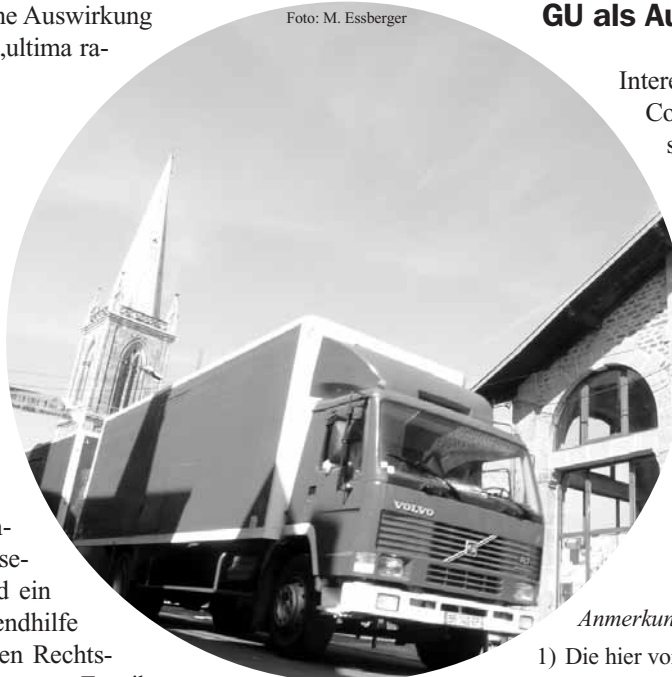 ne Auswirkung
‚ultima ra-
n-
se-
d ein
endhilfe
en Rechts-
Foto: M. Essberger
VOLVO
GU als Au
Intere
Co
s
Anmerkun
1) Die hier vo